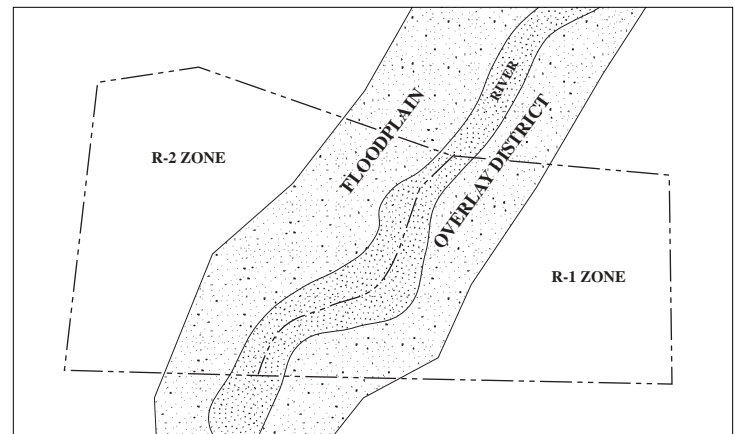 RIVER
FLOODPLAIN
OVERLAY DISTRICT
R-2 ZONE
R-1 ZONE